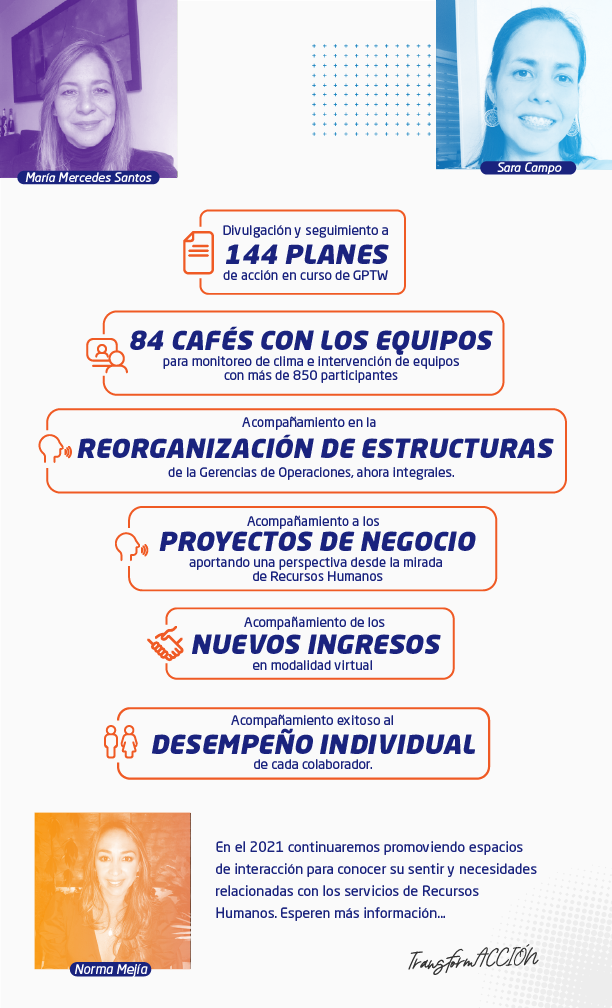 María Mercedes Santos
Sara Campo
Divulgación y seguimiento a
144 PLANES
de acción en curso de GPTW
84 CAFÉS CON LOS EQUIPOS
para monitoreo de clima e intervención de equipos
con más de 850 participantes
Acompañamiento en la
REORGANIZACIÓN DE ESTRUCTURAS
de la Gerencias de Operaciones, ahora integrales.
Acompañamiento a los
PROYECTOS DE NEGOCIO
aportando una perspectiva desde la mirada
de Recursos Humanos
Acompañamiento de los
NUEVOS INGRESOS
en modalidad virtual
Acompañamiento exitoso al
DESEMPEÑO INDIVIDUAL
de cada colaborador.
En el 2021 continuaremos promoviendo espacios
de interacción para conocer su sentir y necesidades
relacionadas con los servicios de Recursos
Humanos. Esperen más información...
Norma Mejía
TransformACCIÓN